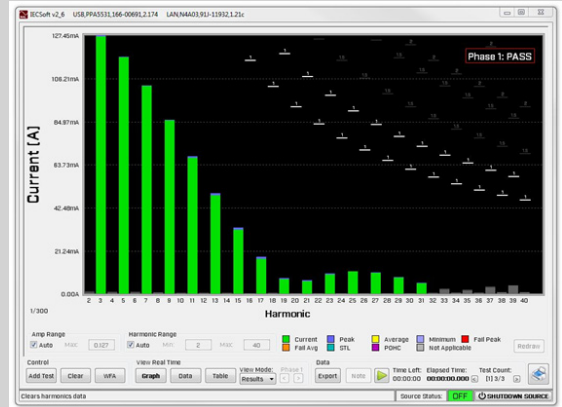 IECSoft v2_6 USB,PPA5531,166-00691,2.174 LAN,N4A03,91J-11932,1.21c
127.45mA
106.21mA
84.97mA
63.73mA
42.48mA
21.24mA
0.00A
Current [A]
Phase 1: PASS
2 3 4 5 6 7 8 9 10 11 12 13 14 15 16 17 18 19 20 21 22 23 24 25 26 27 28 29 30 31 32 33 34 35 36 37 38 39 40
1/300
Harmonic
Amp Range
Auto Max: 0.127
Harmonic Range
Auto Min: 2 Max: 40
Current Peak Average Minimum Fail Peak
Fail Avg STL POHC Not Applicable
Redraw
Control
Add Test Clear WFA
View Real Time
Graph Data Table
View Mode:
Results
Phase 1
< >
Data
Export Note
Time Left: Elapsed Time: Test Count:
00:00:00 00:00:00.000 [1] 3/3
Clears harmonics data
Source Status: OFF SHUTDOWN SOURCE